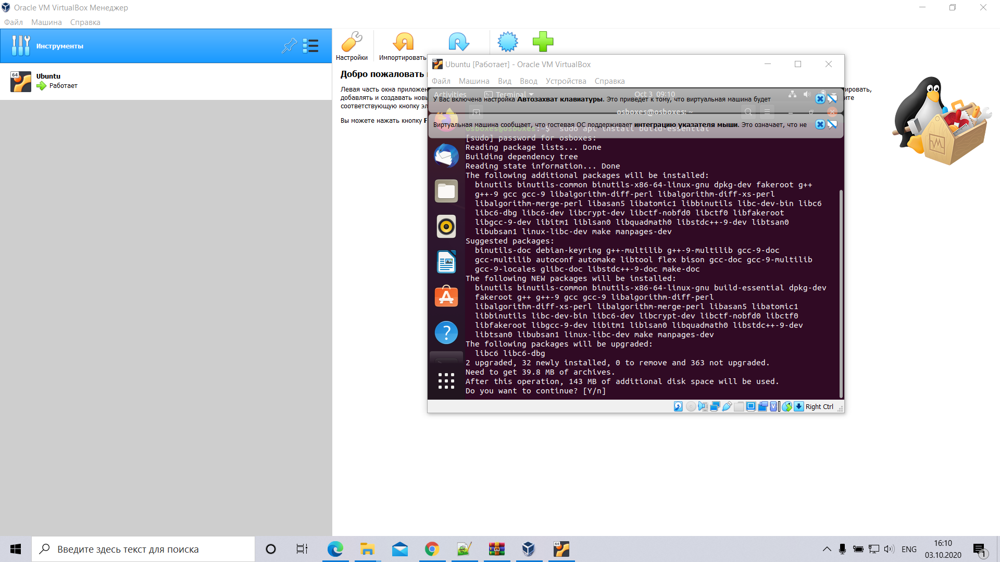 Oracle VM VirtualBox Менеджер
Файл Машина Справка
Инструменты
64
Ubuntu
Работает
Настройки Импортировать
Добро пожаловать
Левая часть окна приложен
ировать,
добавлять и создавать новы
ите
соответствующую кнопку эл
Вы можете нажать кнопку F
64
Ubuntu [Работает] - Oracle VM VirtualBox
Файл Машина Вид Ввод Устройства Справка
Activities Terminal Oct 3 09:10
У Вас включена настройка Автозахват клавиатуры. Это приведет к тому, что виртуальная машина будет
osboxes@osboxes: ~
Виртуальная машина сообщает, что гостевая ОС поддерживает интеграцию указателя мыши. Это означает, что не
osboxes@osboxes:~$ sudo apt install build-essential
[sudo] password for osboxes:
Reading package lists... Done
Building dependency tree
Reading state information... Done
The following additional packages will be installed:
binutils binutils-common binutils-x86-64-linux-gnu dpkg-dev fakeroot g++
g++-9 gcc gcc-9 libalgorithm-diff-perl libalgorithm-diff-xs-perl
libalgorithm-merge-perl libasan5 libatomic1 libbinutils libc-dev-bin libc6
libc6-dbg libc6-dev libcrypt-dev libctf-nobfd0 libctf0 libfakeroot
libgcc-9-dev libitm1 liblsan0 libquadmath0 libstdc++-9-dev libtsan0
libubsan1 linux-libc-dev make manpages-dev
Suggested packages:
binutils-doc debian-keyring g++-multilib g++-9-multilib gcc-9-doc
gcc-multilib autoconf automake libtool flex bison gcc-doc gcc-9-multilib
gcc-9-locales glibc-doc libstdc++-9-doc make-doc
The following NEW packages will be installed:
binutils binutils-common binutils-x86-64-linux-gnu build-essential dpkg-dev
fakeroot g++ g++-9 gcc gcc-9 libalgorithm-diff-perl
libalgorithm-diff-xs-perl libalgorithm-merge-perl libasan5 libatomic1
libbinutils libc-dev-bin libc6-dev libcrypt-dev libctf-nobfd0 libctf0
libfakeroot libgcc-9-dev libitm1 liblsan0 libquadmath0 libstdc++-9-dev
libtsan0 libubsan1 linux-libc-dev make manpages-dev
The following packages will be upgraded:
libc6 libc6-dbg
2 upgraded, 32 newly installed, 0 to remove and 363 not upgraded.
Need to get 39.8 MB of archives.
After this operation, 143 MB of additional disk space will be used.
Do you want to continue? [Y/n]
Right Ctrl
Введите здесь текст для поиска
64
ENG
16:10
03.10.2020
1